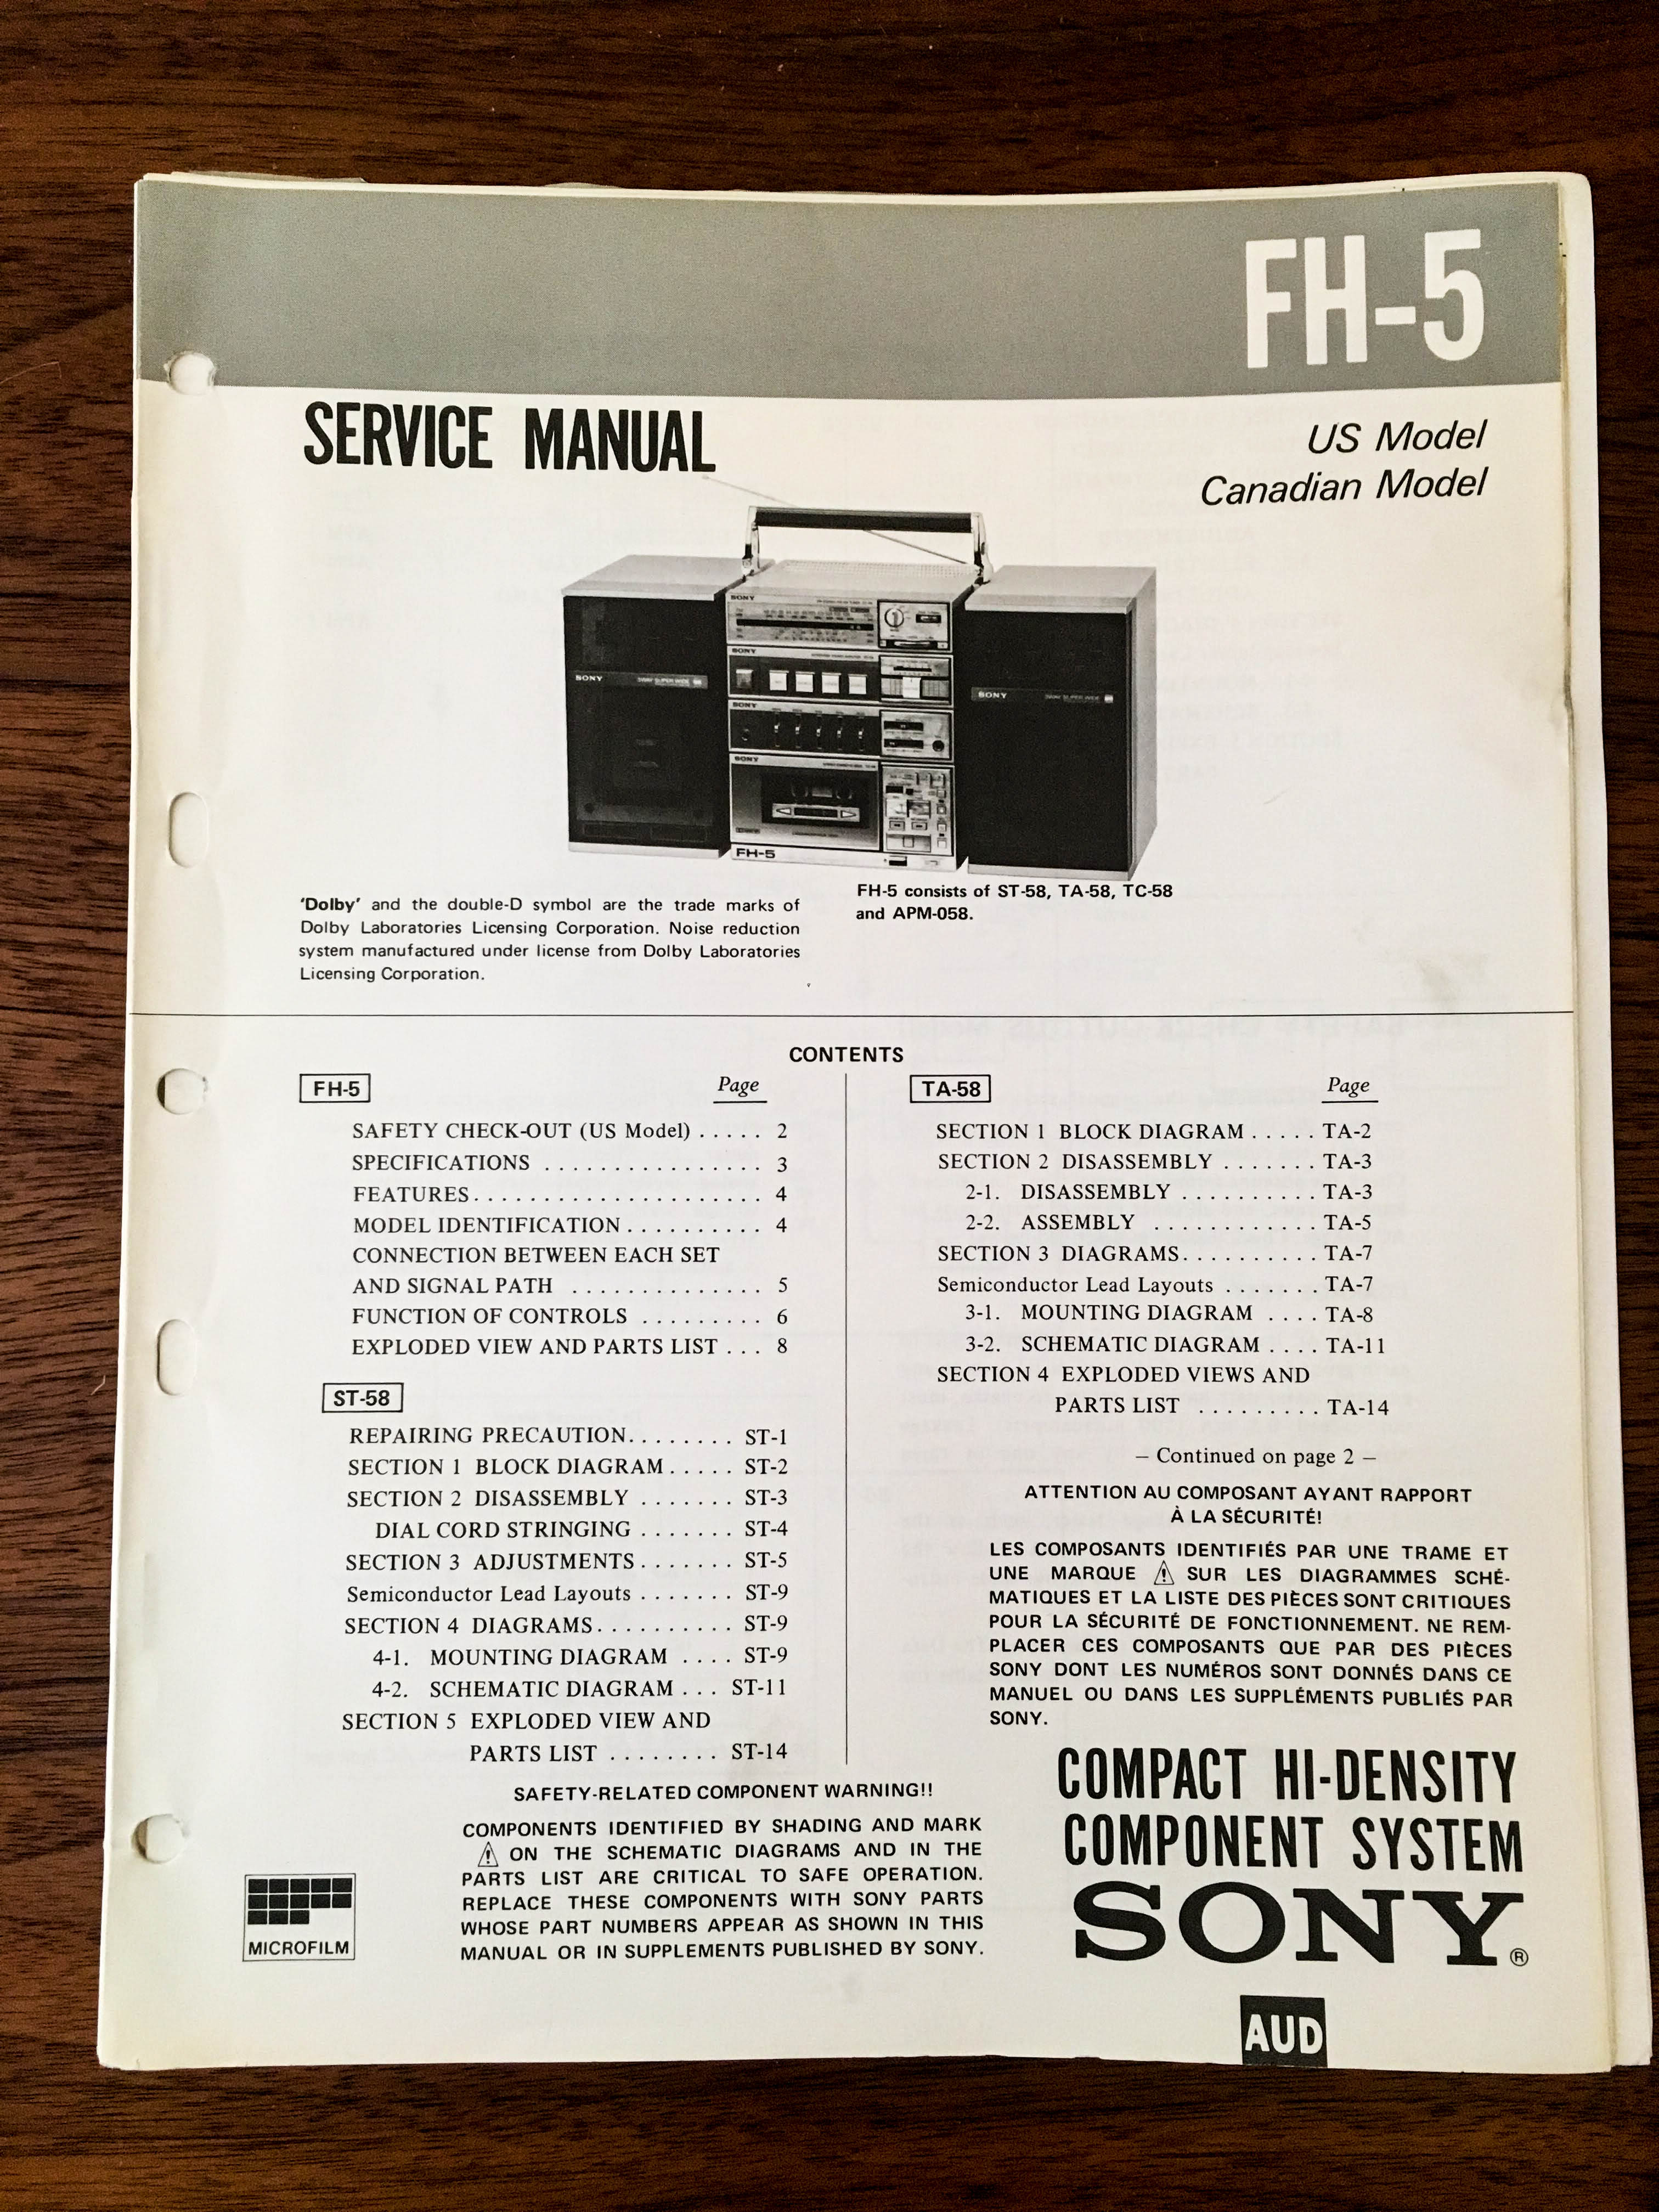 FH-5
SERVICE MANUAL
US Model
Canadian Model
SONY
SONY
SONY
SONY
SONY
SONY
FH-5
'Dolby' and the double-D symbol are the trade marks of
Dolby Laboratories Licensing Corporation. Noise reduction
system manufactured under license from Dolby Laboratories
Licensing Corporation.
FH-5 consists of ST-58, TA-58, TC-58
and APM-058.
CONTENTS
FH-5 Page
SAFETY CHECK-OUT (US Model) ..... 2
SPECIFICATIONS ................ 3
FEATURES..................... 4
MODEL IDENTIFICATION.......... 4
CONNECTION BETWEEN EACH SET
AND SIGNAL PATH .............. 5
FUNCTION OF CONTROLS ......... 6
EXPLODED VIEW AND PARTS LIST ... 8
ST-58
REPAIRING PRECAUTION........ ST-1
SECTION 1 BLOCK DIAGRAM..... ST-2
SECTION 2 DISASSEMBLY ....... ST-3
DIAL CORD STRINGING ....... ST-4
SECTION 3 ADJUSTMENTS....... ST-5
Semiconductor Lead Layouts ....... ST-9
SECTION 4 DIAGRAMS.......... ST-9
4-1. MOUNTING DIAGRAM .... ST-9
4-2. SCHEMATIC DIAGRAM ... ST-11
SECTION 5 EXPLODED VIEW AND
PARTS LIST ........ ST-14
TA-58 Page
SECTION 1 BLOCK DIAGRAM ..... TA-2
SECTION 2 DISASSEMBLY ....... TA-3
2-1. DISASSEMBLY .......... TA-3
2-2. ASSEMBLY ............ TA-5
SECTION 3 DIAGRAMS.......... TA-7
Semiconductor Lead Layouts ....... TA-7
3-1. MOUNTING DIAGRAM .... TA-8
3-2. SCHEMATIC DIAGRAM .... TA-11
SECTION 4 EXPLODED VIEWS AND
PARTS LIST ......... TA-14
– Continued on page 2 –
ATTENTION AU COMPOSANT AYANT RAPPORT
À LA SÉCURITÉ!
LES COMPOSANTS IDENTIFIÉS PAR UNE TRAME ET
UNE MARQUE ⚠ SUR LES DIAGRAMMES SCHÉ-
MATIQUES ET LA LISTE DES PIÈCES SONT CRITIQUES
POUR LA SÉCURITÉ DE FONCTIONNEMENT. NE REM-
PLACER CES COMPOSANTS QUE PAR DES PIÈCES
SONY DONT LES NUMÉROS SONT DONNÉS DANS CE
MANUEL OU DANS LES SUPPLÉMENTS PUBLIÉS PAR
SONY.
SAFETY-RELATED COMPONENT WARNING!!
COMPONENTS IDENTIFIED BY SHADING AND MARK
⚠ ON THE SCHEMATIC DIAGRAMS AND IN THE
PARTS LIST ARE CRITICAL TO SAFE OPERATION.
REPLACE THESE COMPONENTS WITH SONY PARTS
WHOSE PART NUMBERS APPEAR AS SHOWN IN THIS
MANUAL OR IN SUPPLEMENTS PUBLISHED BY SONY.
MICROFILM
COMPACT HI-DENSITY
COMPONENT SYSTEM
SONY®
AUD